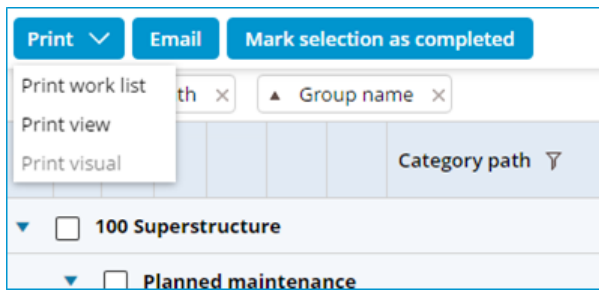 Print Email Mark selection as completed
Print work list
th × ▲ Group name ×
Print view
Print visual
Category path
100 Superstructure
Planned maintenance